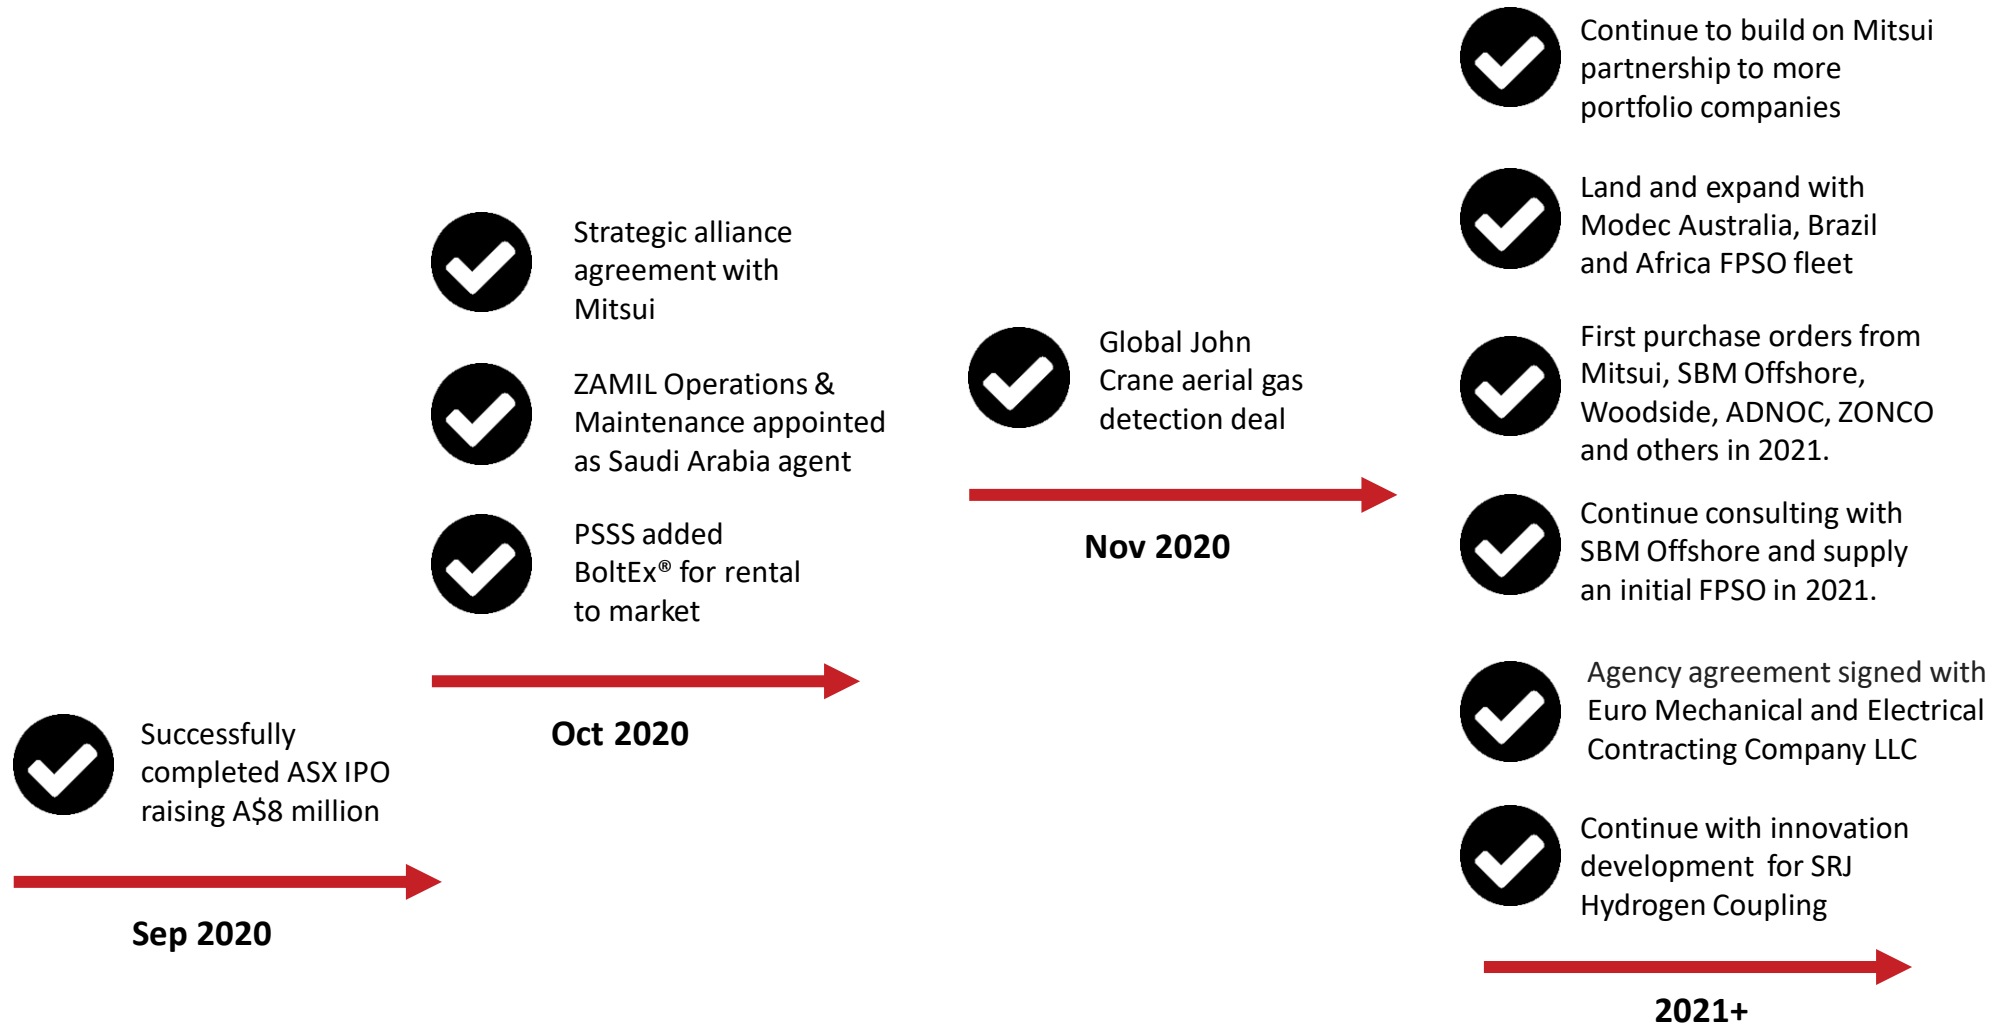 Successfully
completed ASX IPO
raising A$8 million
Sep 2020
Strategic alliance
agreement with
Mitsui
ZAMIL Operations &
Maintenance appointed
as Saudi Arabia agent
PSSS added
BoltEx® for rental
to market
Oct 2020
Global John
Crane aerial gas
detection deal
Nov 2020
Continue to build on Mitsui
partnership to more
portfolio companies
Land and expand with
Modec Australia, Brazil
and Africa FPSO fleet
First purchase orders from
Mitsui, SBM Offshore,
Woodside, ADNOC, ZONCO
and others in 2021.
Continue consulting with
SBM Offshore and supply
an initial FPSO in 2021.
Agency agreement signed with
Euro Mechanical and Electrical
Contracting Company LLC
Continue with innovation
development for SRJ
Hydrogen Coupling
2021+